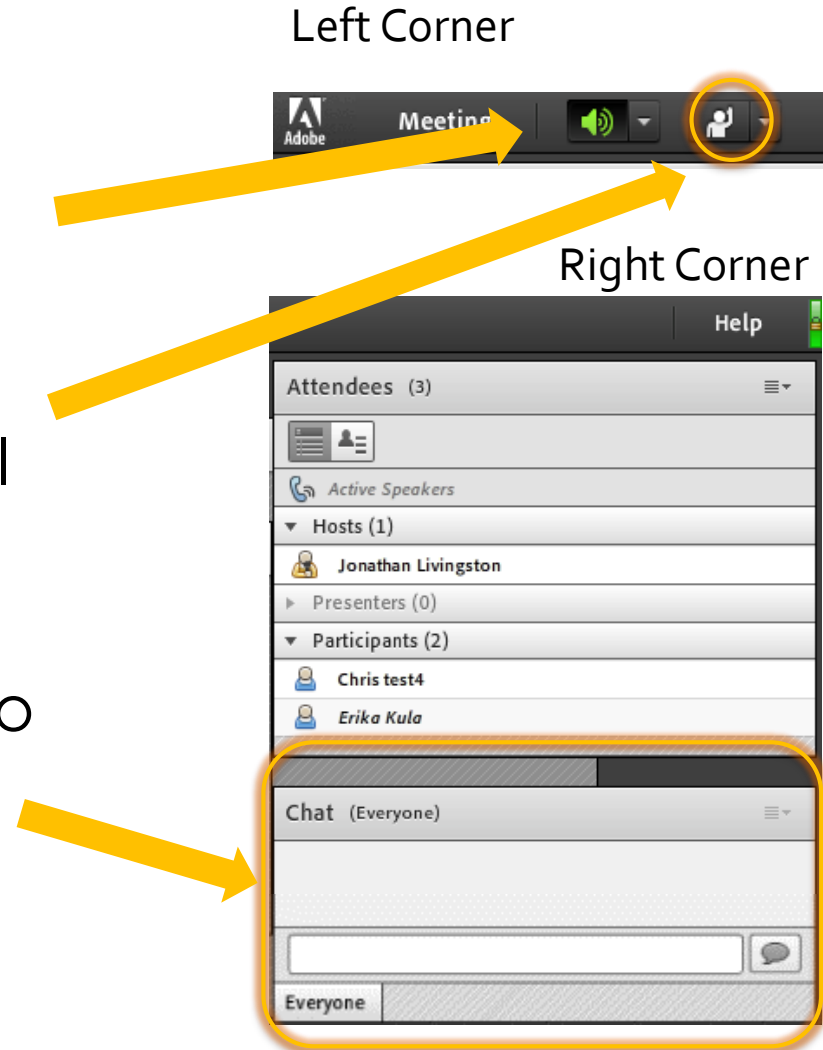 Left Corner
Adobe
Meeting
Right Corner
Help
Attendees (3)
Active Speakers
Hosts (1)
Jonathan Livingston
Presenters (0)
Participants (2)
Chris test4
Erika Kula
Chat (Everyone)
Everyone